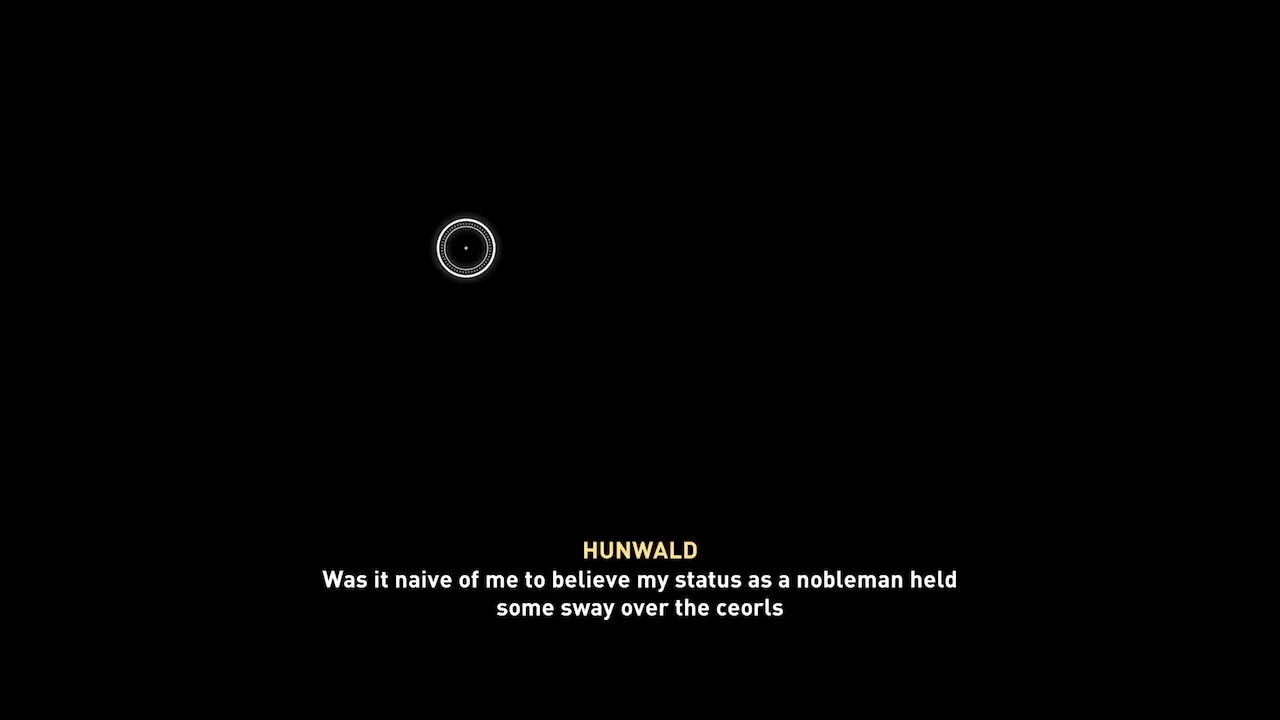 HUNWALD
Was it naive of me to believe my status as a nobleman held
some sway over the ceorls